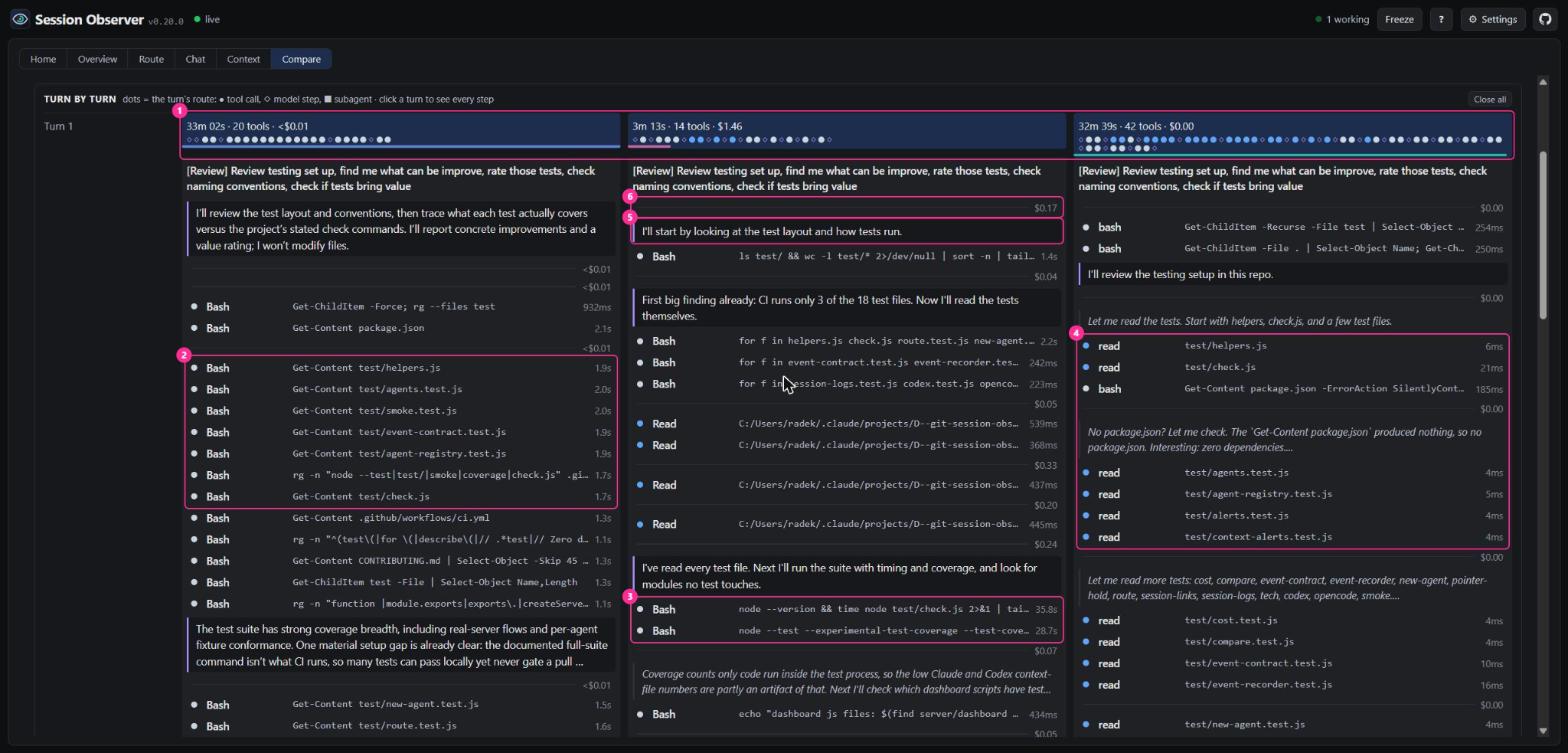 Session Observer v0.20.0 ● live
● 1 working Freeze ? ⚙ Settings
Home Overview Route Chat Context Compare
TURN BY TURN dots = the turn's route: ● tool call, ◇ model step, ■ subagent · click a turn to see every step
Close all
Turn 1
1
33m 02s · 20 tools · <$0.01
[Review] Review testing set up, find me what can be improve, rate those tests, check
naming conventions, check if tests bring value
I'll review the test layout and conventions, then trace what each test actually covers
versus the project's stated check commands. I'll report concrete improvements and a
value rating; I won't modify files.
<$0.01
<$0.01
Bash Get-ChildItem -Force; rg --files test 932ms
Bash Get-Content package.json 2.1s
<$0.01
2
Bash Get-Content test/helpers.js 1.9s
Bash Get-Content test/agents.test.js 2.0s
Bash Get-Content test/smoke.test.js 2.0s
Bash Get-Content test/event-contract.test.js 1.9s
Bash Get-Content test/agent-registry.test.js 1.9s
Bash rg -n "node --test|test/|smoke|coverage|check.js" .gi… 1.7s
Bash Get-Content test/check.js 1.7s
Bash Get-Content .github/workflows/ci.yml 1.3s
Bash rg -n "^(test\(|for \(|describe\(|// .*test|// Zero d… 1.1s
Bash Get-Content CONTRIBUTING.md | Select-Object -Skip 45 … 1.3s
Bash Get-ChildItem test -File | Select-Object Name,Length 1.3s
Bash rg -n "function |module.exports|exports\.|createServe… 1.1s
The test suite has strong coverage breadth, including real-server flows and per-agent
fixture conformance. One material setup gap is already clear: the documented full-suite
command isn't what CI runs, so many tests can pass locally yet never gate a pull ...
<$0.01
Bash Get-Content test/new-agent.test.js 1.5s
Bash Get-Content test/route.test.js 1.6s
3m 13s · 14 tools · $1.46
[Review] Review testing set up, find me what can be improve, rate those tests, check
naming conventions, check if tests bring value
6
$0.17
5
I'll start by looking at the test layout and how tests run.
Bash ls test/ && wc -l test/* 2>/dev/null | sort -n | tail… 1.4s
$0.04
First big finding already: CI runs only 3 of the 18 test files. Now I'll read the tests
themselves.
Bash for f in helpers.js check.js route.test.js new-agent.… 2.2s
Bash for f in event-contract.test.js event-recorder.tes… 242ms
Bash for f in session-logs.test.js codex.test.js openco… 223ms
$0.05
Read C:/Users/radek/.claude/projects/D--git-session-obs… 539ms
Read C:/Users/radek/.claude/projects/D--git-session-obs… 368ms
$0.33
Read C:/Users/radek/.claude/projects/D--git-session-obs… 437ms
$0.20
Read C:/Users/radek/.claude/projects/D--git-session-obs… 445ms
$0.24
I've read every test file. Next I'll run the suite with timing and coverage, and look for
modules no test touches.
3
Bash node --version && time node test/check.js 2>&1 | tai… 35.8s
Bash node --test --experimental-test-coverage --test-cove… 28.7s
$0.07
Coverage counts only code run inside the test process, so the low Claude and Codex context-
file numbers are partly an artifact of that. Next I'll check which dashboard scripts have test...
Bash echo "dashboard js files: $(find server/dashboard … 434ms
$0.05
32m 39s · 42 tools · $0.00
[Review] Review testing set up, find me what can be improve, rate those tests, check
naming conventions, check if tests bring value
$0.00
bash Get-ChildItem -Recurse -File test | Select-Object … 254ms
bash Get-ChildItem -File . | Select-Object Name; Get-Ch… 250ms
I'll review the testing setup in this repo.
$0.00
Let me read the tests. Start with helpers, check.js, and a few test files.
4
read test/helpers.js 6ms
read test/check.js 21ms
bash Get-Content package.json -ErrorAction SilentlyCont… 185ms
$0.00
No package.json? Let me check. The `Get-Content package.json` produced nothing, so no
package.json. Interesting: zero dependencies....
read test/agents.test.js 4ms
read test/agent-registry.test.js 5ms
read test/alerts.test.js 4ms
read test/context-alerts.test.js 4ms
$0.00
Let me read more tests: cost, compare, event-contract, event-recorder, new-agent, pointer-
hold, route, session-links, session-logs, tech, codex, opencode, smoke....
read test/cost.test.js 4ms
read test/compare.test.js 4ms
read test/event-contract.test.js 10ms
read test/event-recorder.test.js 16ms
$0.00
read test/new-agent.test.js 4ms